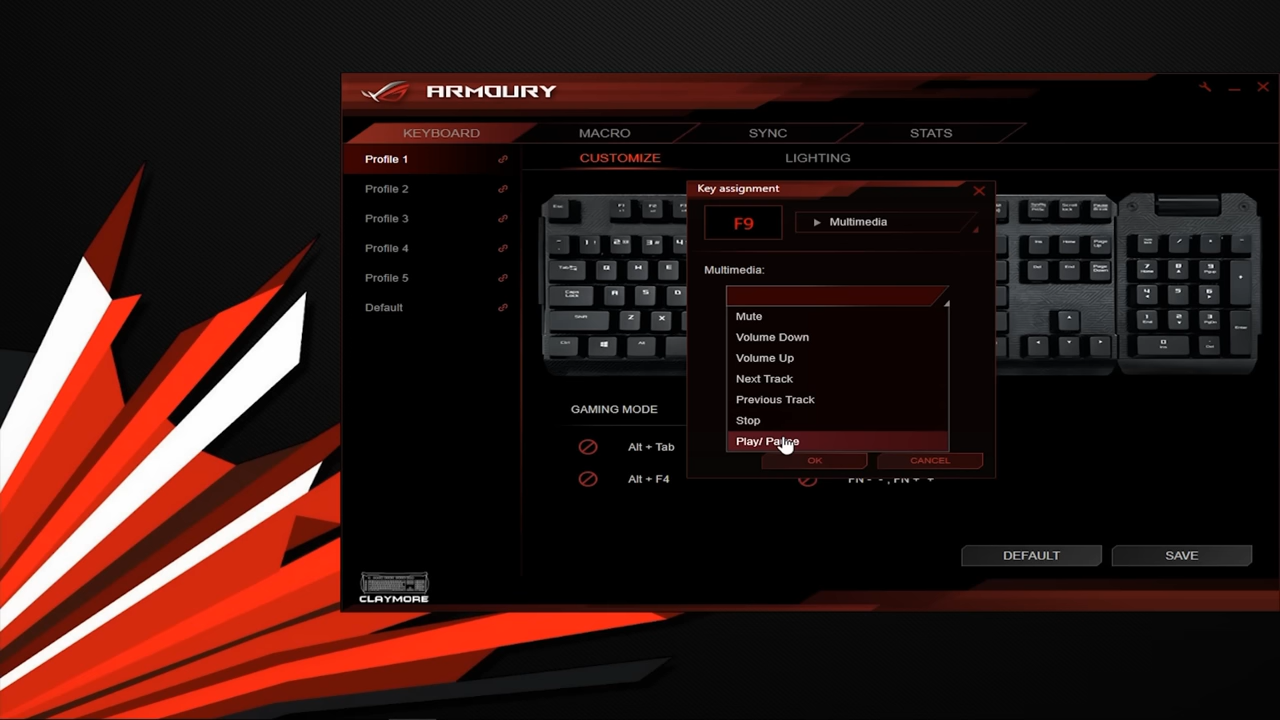 ARMOURY
KEYBOARD
MACRO
SYNC
STATS
Profile 1
Profile 2
Profile 3
Profile 4
Profile 5
Default
CUSTOMIZE
LIGHTING
Key assignment
F9
Multimedia
Multimedia:
Mute
Volume Down
Volume Up
Next Track
Previous Track
Stop
Play/
OK
CANCEL
GAMING MODE
Alt + Tab
Alt + F4
DEFAULT
SAVE
CLAYMORE